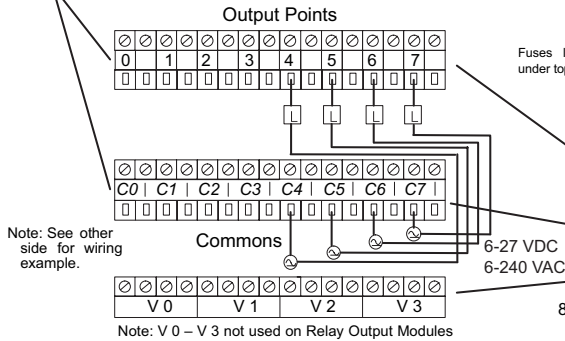 Output Points
0 1 2 3 4 5 6 7
Fuses
under top
L L L L
C0 | C1 | C2 | C3 | C4 | C5 | C6 | C7 |
Note: See other
side for wiring
example.
Commons
6-27 VDC
6-240 VAC
V 0 V 1 V 2 V 3
8
Note: V 0 – V 3 not used on Relay Output Modules